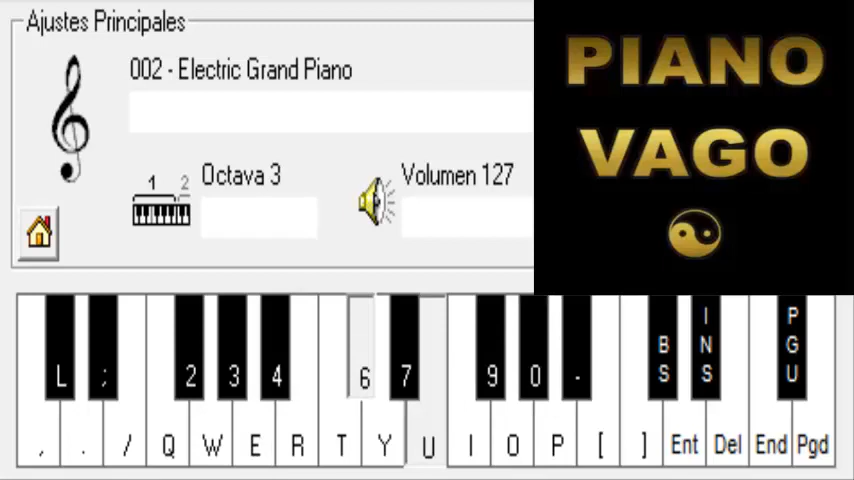 Ajustes Principales
002 - Electric Grand Piano
1 2
Octava 3
Volumen 127
PIANO
VAGO
L ; 2 3 4 6 7 9 0 - BS INS PGU
, . / Q W E R T Y U I O P [ ] Ent Del End Pgd